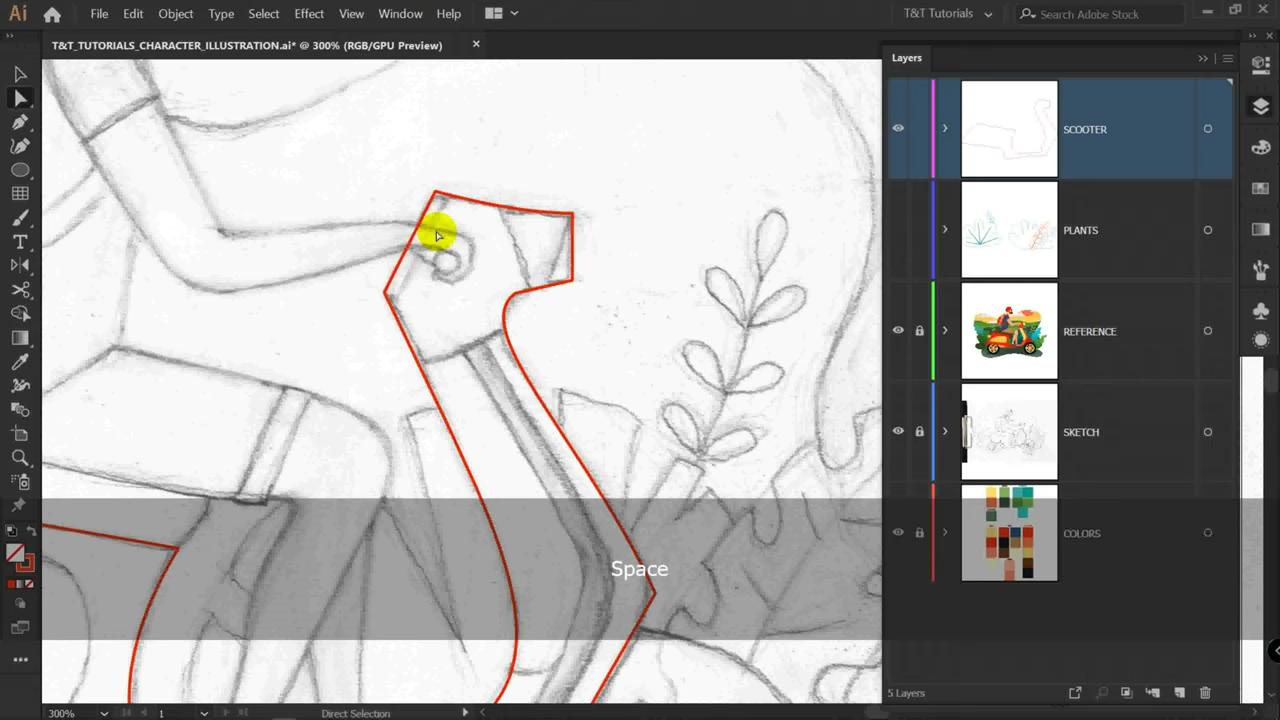 Ai File Edit Object Type Select Effect View Window Help T&T Tutorials Search Adobe Stock
T&T_TUTORIALS_CHARACTER_ILLUSTRATION.ai* @ 300% (RGB/GPU Preview)
Layers
SCOOTER
PLANTS
REFERENCE
SKETCH
COLORS
Space
5 Layers
300% 1 Direct Selection